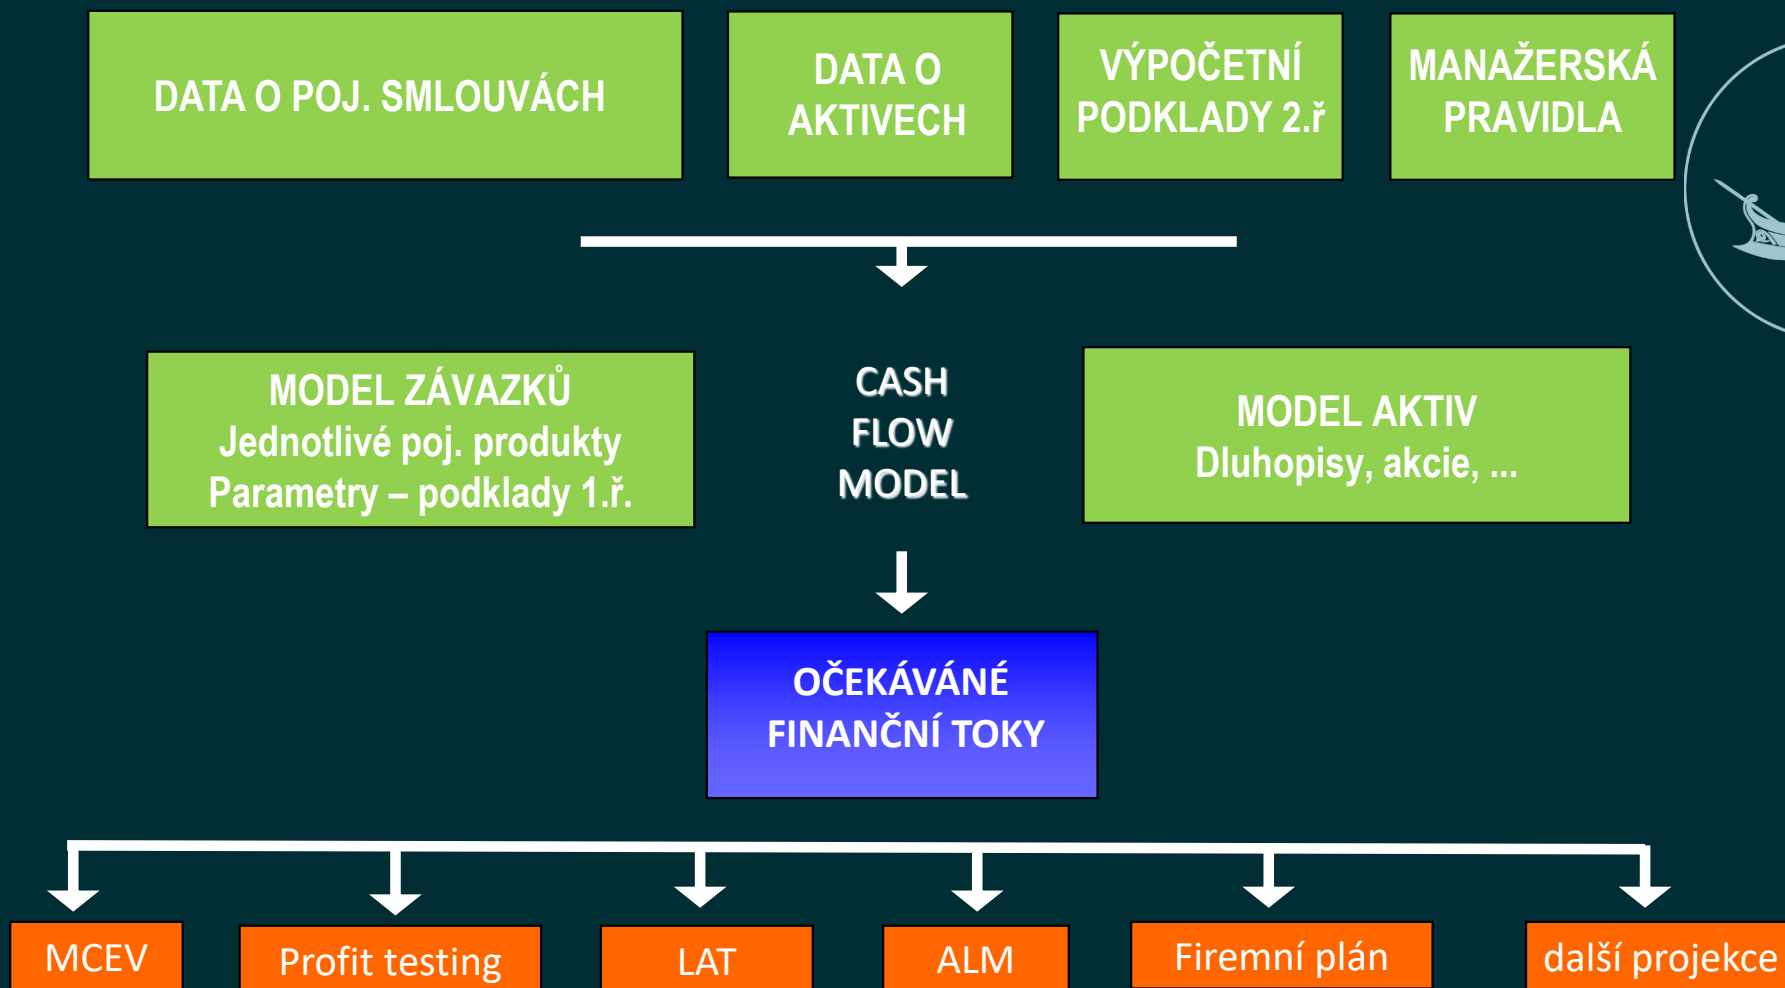 DATA O POJ. SMLOUVÁCH
DATA O
AKTIVECH
VÝPOČETNÍ
PODKLADY 2.ř
MANAŽERSKÁ
PRAVIDLA
MODEL ZÁVAZKŮ
Jednotlivé poj. produkty
Parametry – podklady 1.ř.
CASH
FLOW
MODEL
MODEL AKTIV
Dluhopisy, akcie, ...
OČEKÁVÁNÉ
FINANČNÍ TOKY
MCEV
Profit testing
LAT
ALM
Firemní plán
další projekce